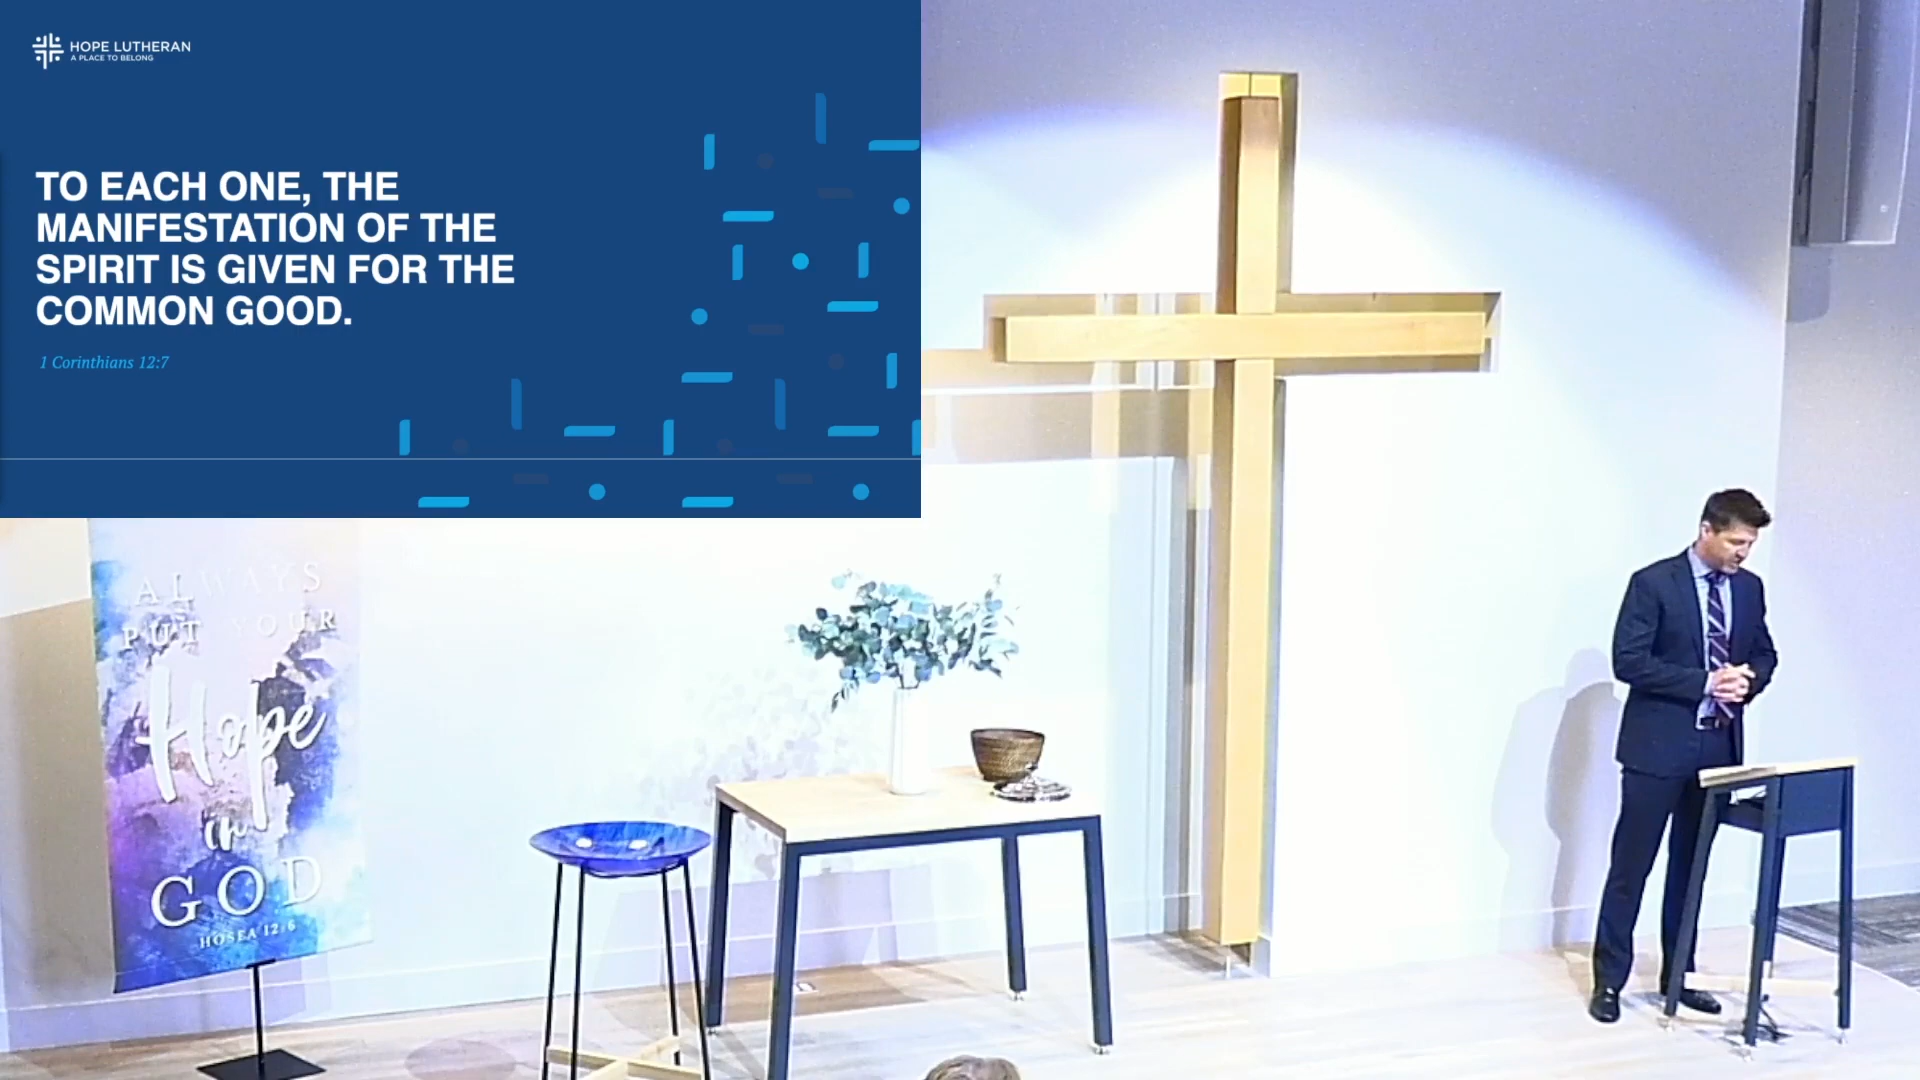 HOPE LUTHERAN
A PLACE TO BELONG
TO EACH ONE, THE
MANIFESTATION OF THE
SPIRIT IS GIVEN FOR THE
COMMON GOOD.
1 Corinthians 12:7
ALWAYS
PUT YOUR
Hope
in
GOD
HOSEA 12:6